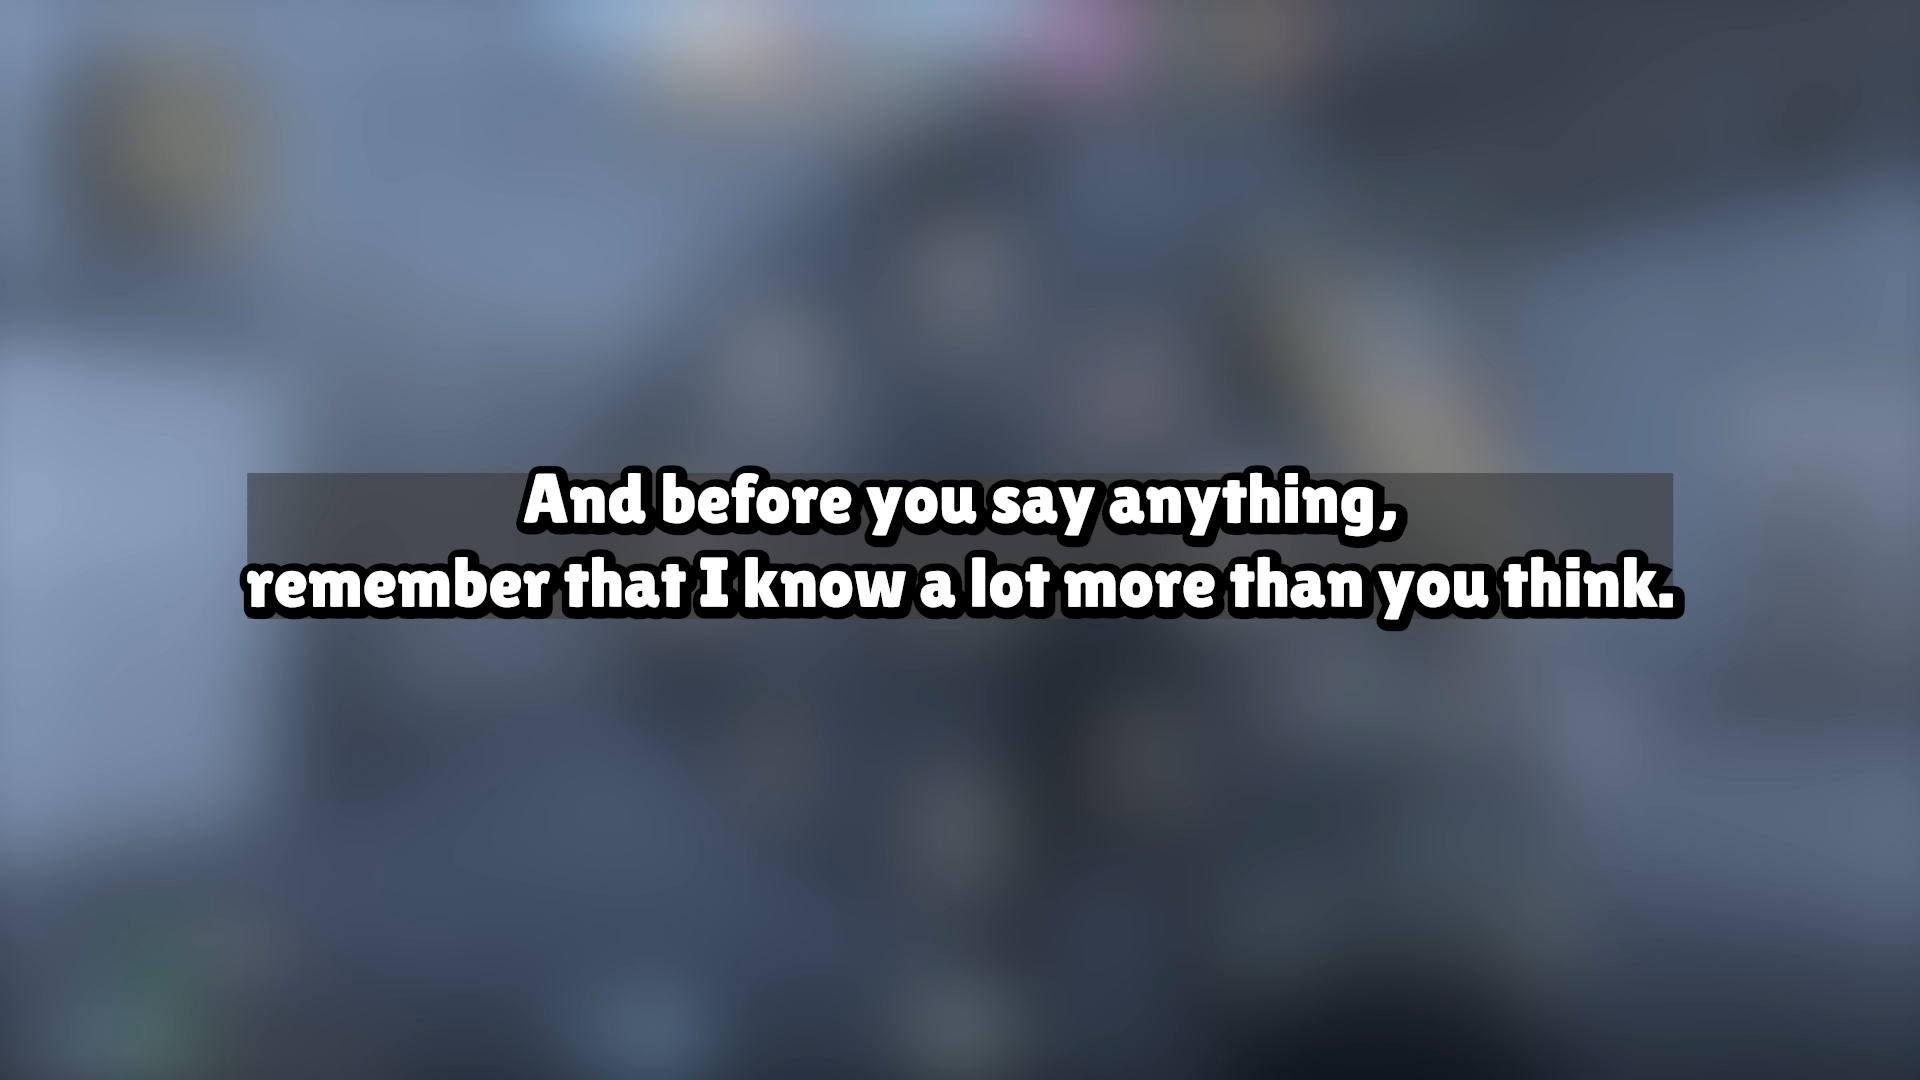 And before you say anything,
remember that I know a lot more than you think.